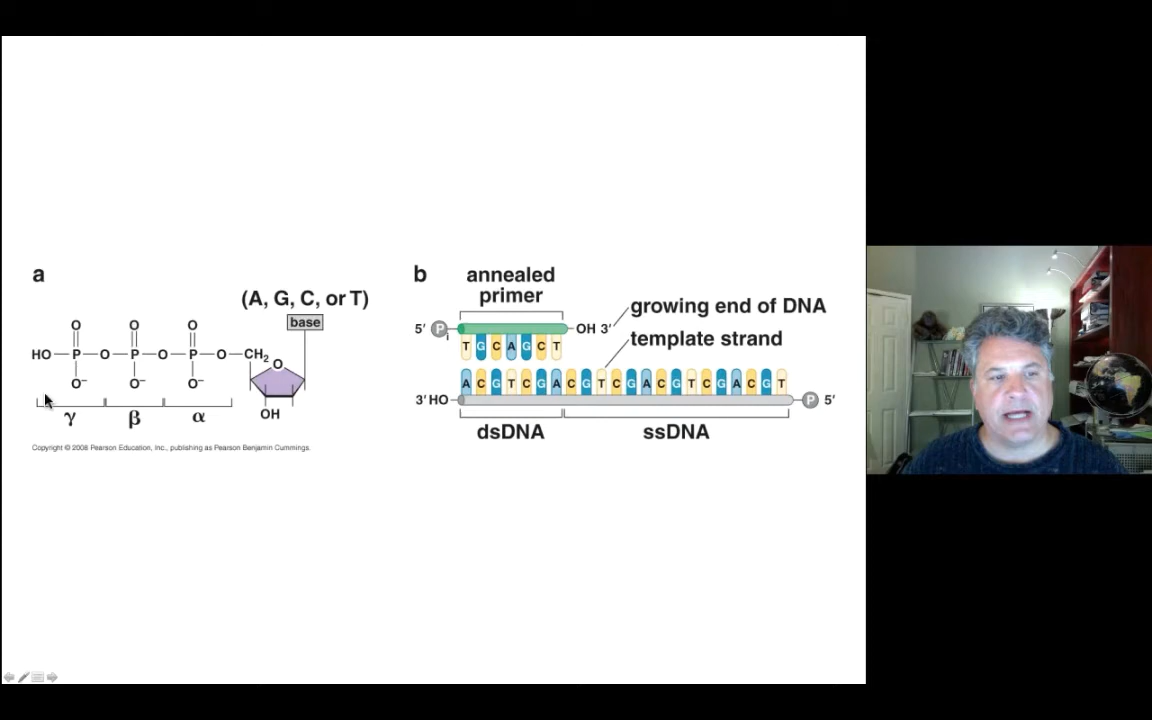 a
(A, G, C, or T)
base
O O O
HO P O P O P O CH2 O
O− O− O−
OH
γ β α
Copyright © 2008 Pearson Education, Inc., publishing as Pearson Benjamin Cummings.
b
annealed
primer
growing end of DNA
5′ P OH 3′
template strand
T G C A G C T
A C G T C G A C G T C G A C G T C G A C G T
3′ HO P 5′
dsDNA ssDNA